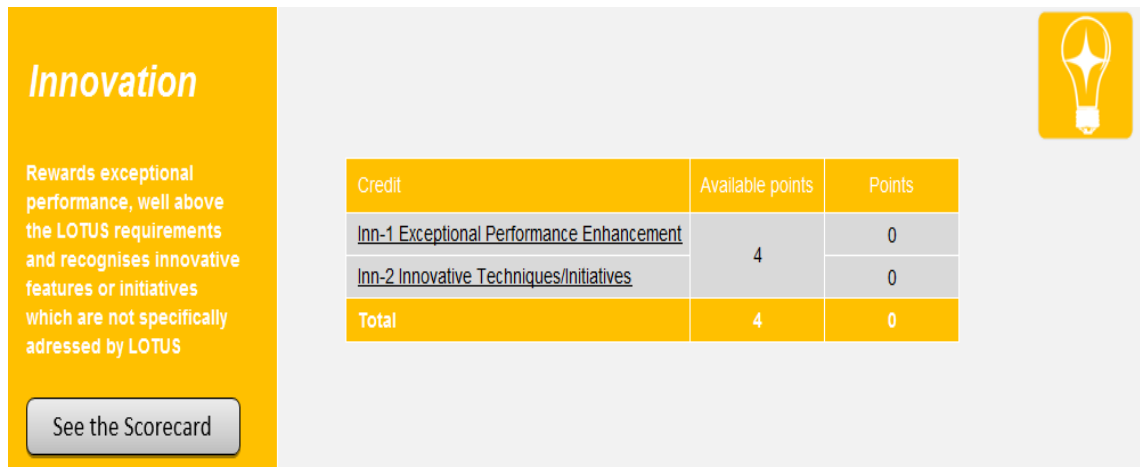 Innovation
Rewards exceptional
performance, well above
the LOTUS requirements
and recognises innovative
features or initiatives
which are not specifically
adressed by LOTUS
See the Scorecard
Credit Available points Points
Inn-1 Exceptional Performance Enhancement 4 0
Inn-2 Innovative Techniques/Initiatives 0
Total 4 0